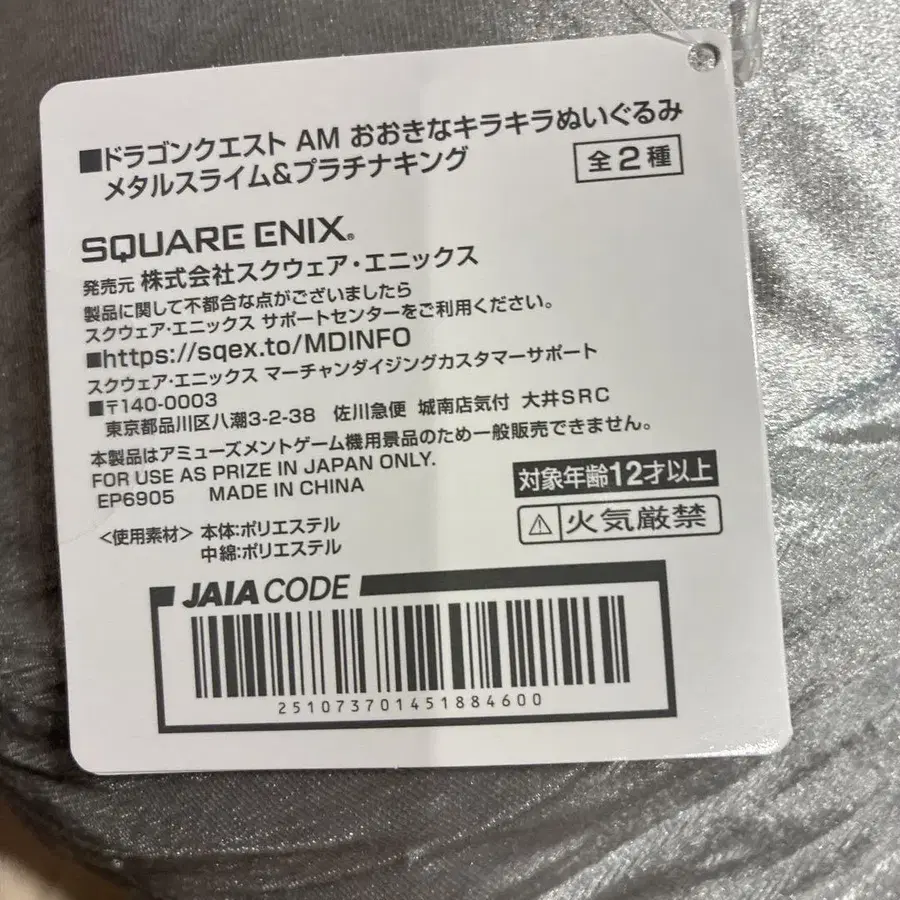 ■ドラゴンクエスト AM おおきなキラキラぬいぐるみ
メタルスライム&プラチナキング
全2種
SQUARE ENIX®
発売元 株式会社スクウェア・エニックス
製品に関して不都合な点がございましたら
スクウェア・エニックス サポートセンターをご利用ください。
■https://sqex.to/MDINFO
スクウェア・エニックス マーチャンダイジングカスタマーサポート
■〒140-0003
東京都品川区八潮3-2-38 佐川急便 城南店気付 大井SRC
本製品はアミューズメントゲーム機用景品のため一般販売できません。
FOR USE AS PRIZE IN JAPAN ONLY.
EP6905 MADE IN CHINA
対象年齢12才以上
⚠火気厳禁
<使用素材> 本体:ポリエステル
中綿:ポリエステル
JAIA CODE
251073701451884600